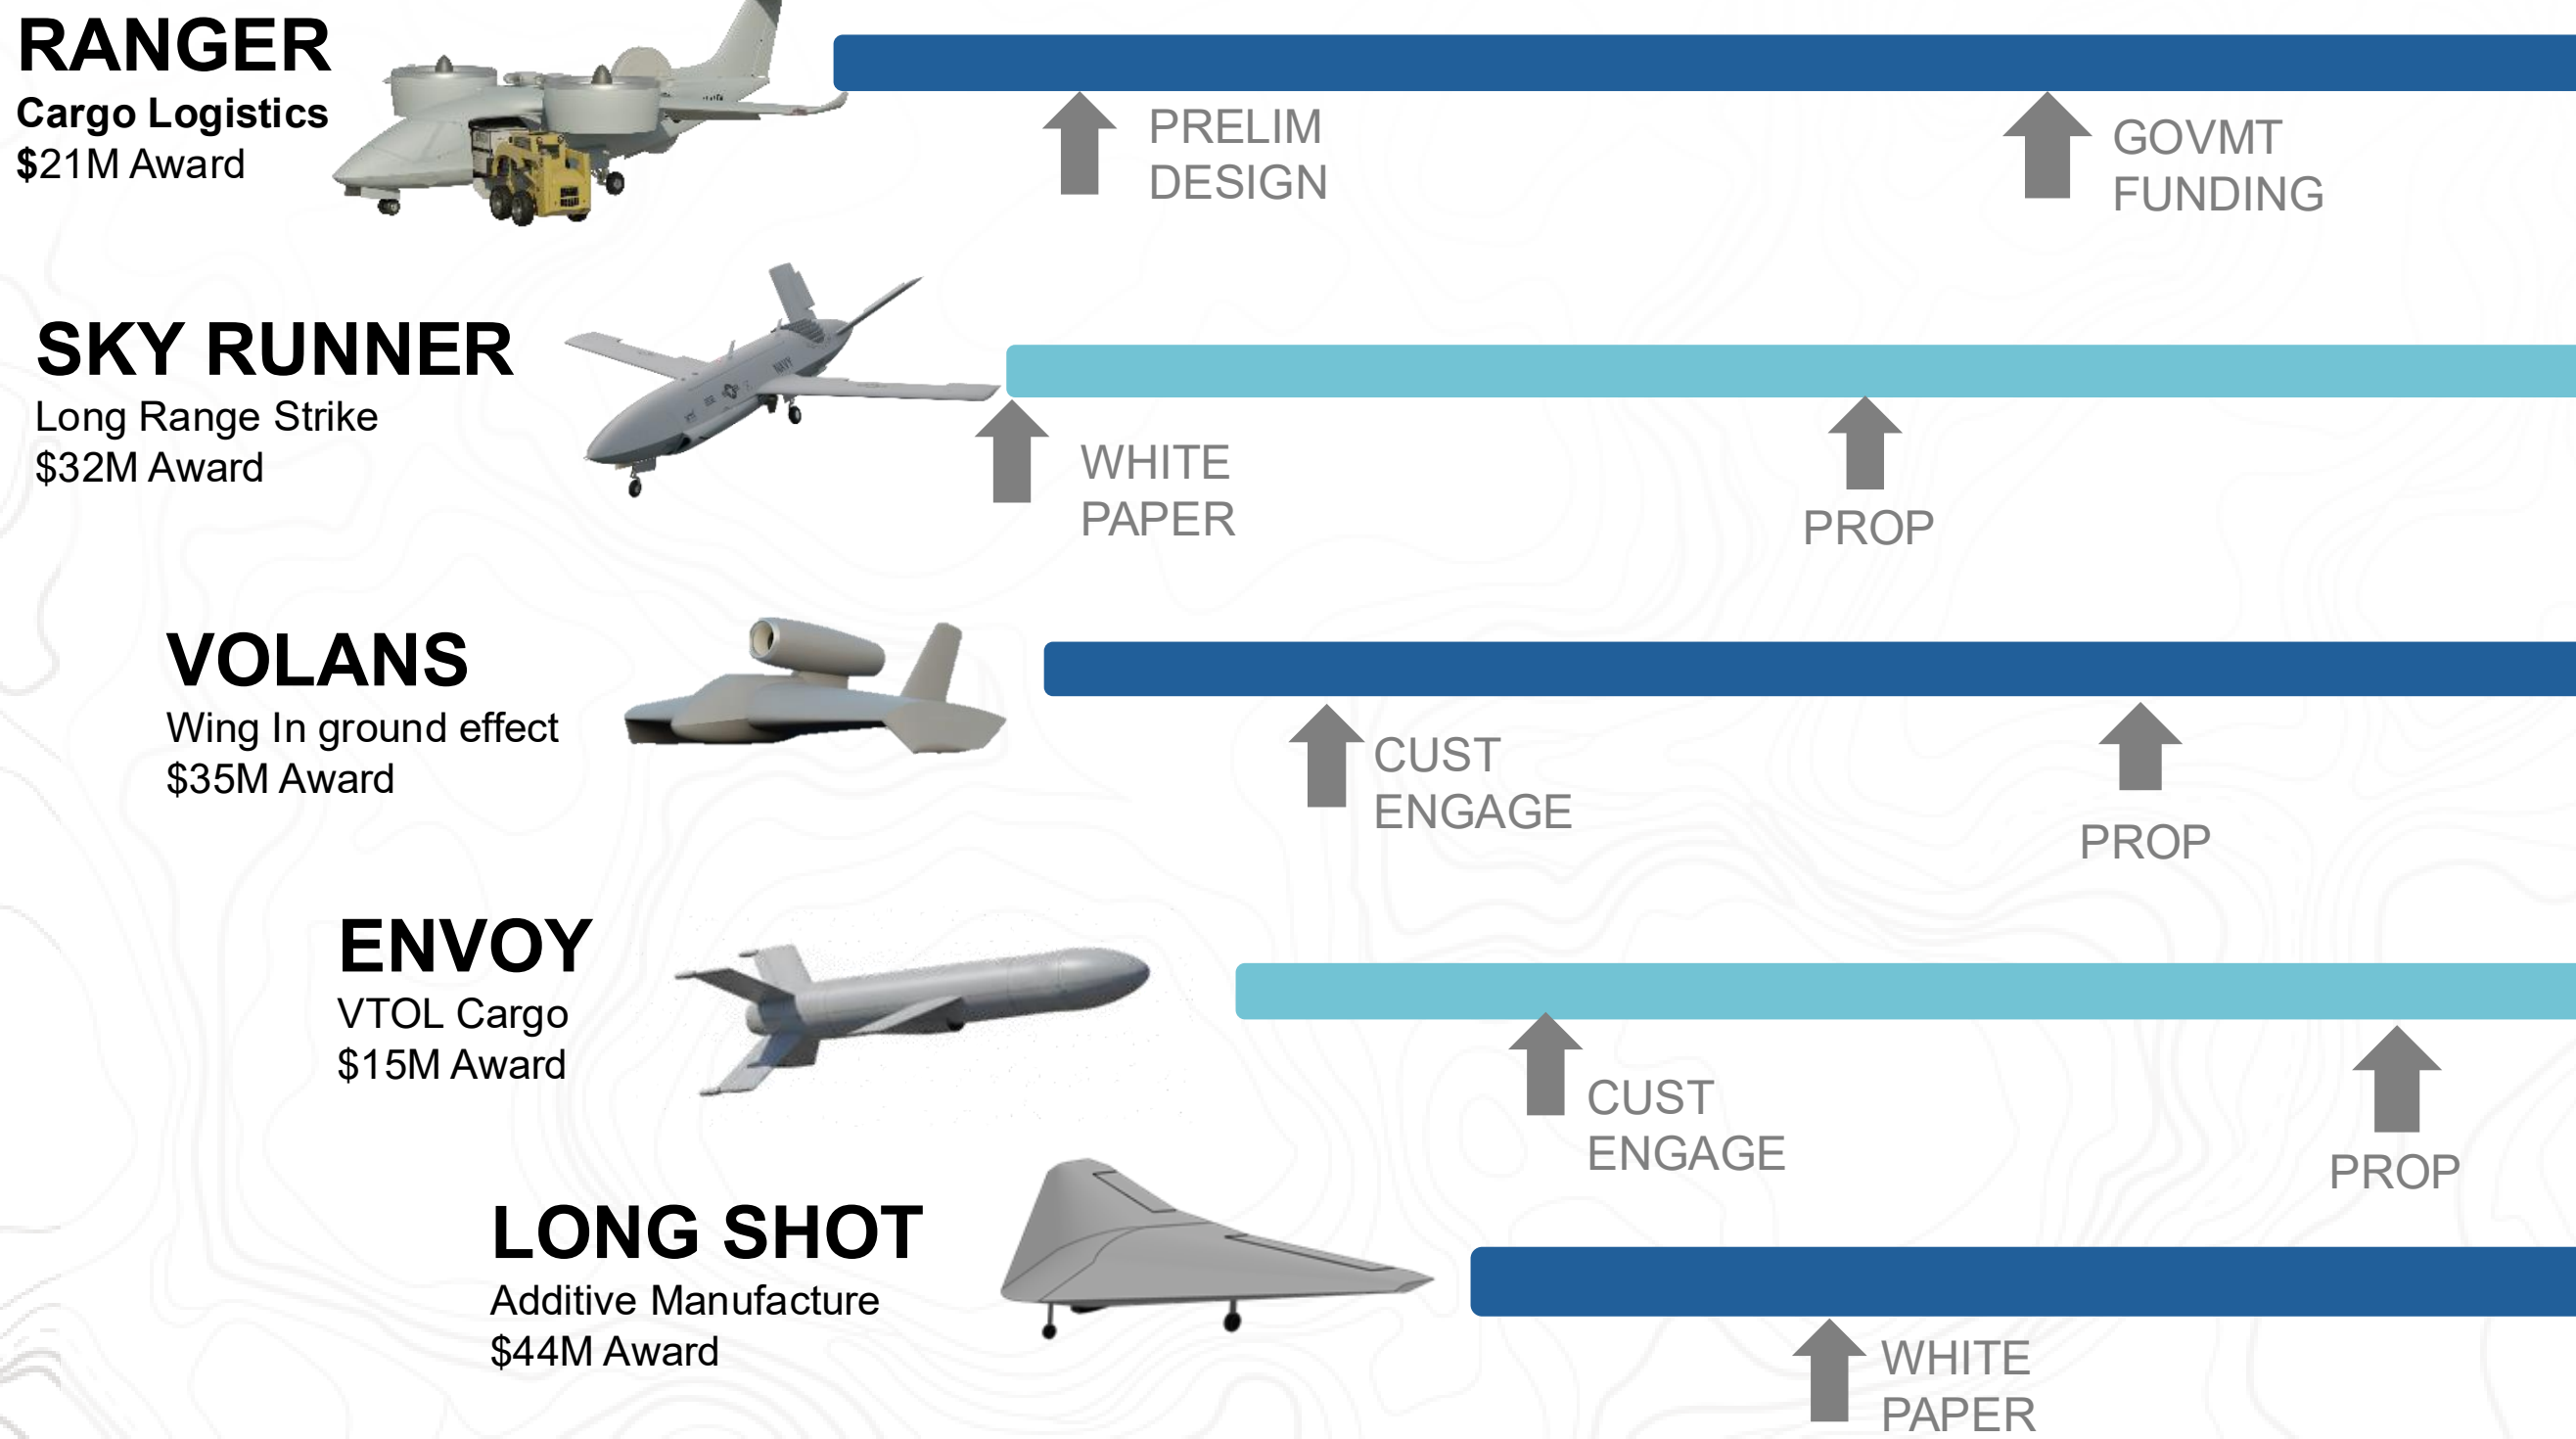 RANGER
Cargo Logistics
$21M Award
PRELIM
DESIGN
GOVMT
FUNDING
SKY RUNNER
Long Range Strike
$32M Award
NAVY
WHITE
PAPER
PROP
VOLANS
Wing In ground effect
$35M Award
CUST
ENGAGE
PROP
ENVOY
VTOL Cargo
$15M Award
CUST
ENGAGE
PROP
LONG SHOT
Additive Manufacture
$44M Award
WHITE
PAPER